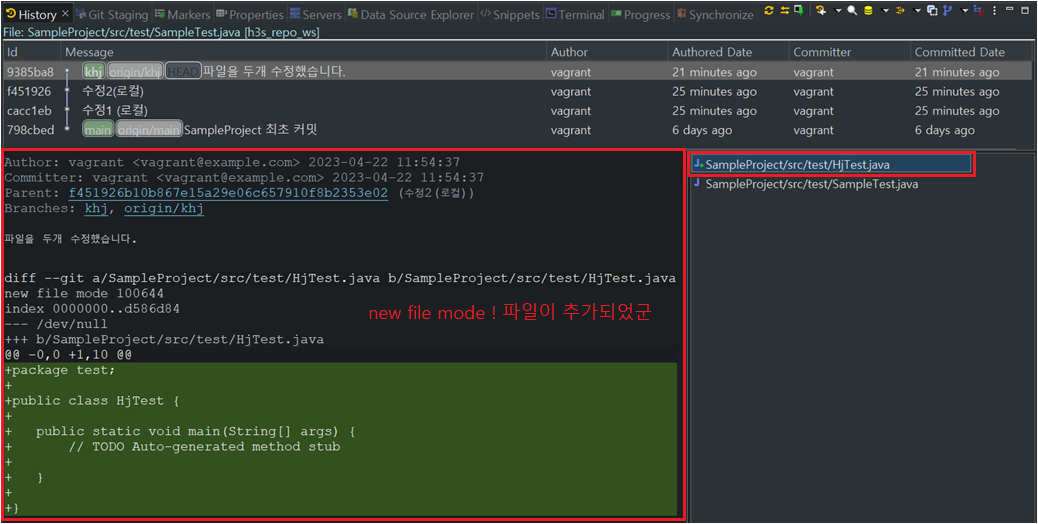 History × Git Staging Markers Properties Servers Data Source Explorer Snippets Terminal Progress Synchronize
File: SampleProject/src/test/SampleTest.java [h3s_repo_ws]
Id Message Author Authored Date Committer Committed Date
9385ba8 khj origin/khj HEAD 파일을 두개 수정했습니다. vagrant 21 minutes ago vagrant 21 minutes ago
f451926 수정2(로컬) vagrant 25 minutes ago vagrant 25 minutes ago
cacc1eb 수정1 (로컬) vagrant 25 minutes ago vagrant 25 minutes ago
798cbed main origin/main SampleProject 최초 커밋 vagrant 6 days ago vagrant 6 days ago
Author: vagrant <vagrant@example.com> 2023-04-22 11:54:37
Committer: vagrant <vagrant@example.com> 2023-04-22 11:54:37
Parent: f451926b10b867e15a29e06c657910f8b2353e02 (수정2(로컬))
Branches: khj, origin/khj
파일을 두개 수정했습니다.
diff --git a/SampleProject/src/test/HjTest.java b/SampleProject/src/test/HjTest.java
new file mode 100644
index 0000000..d586d84
--- /dev/null
+++ b/SampleProject/src/test/HjTest.java
@@ -0,0 +1,10 @@
+package test;
+
+public class HjTest {
+
+ public static void main(String[] args) {
+ // TODO Auto-generated method stub
+
+ }
+
+}
new file mode ! 파일이 추가되었군
SampleProject/src/test/HjTest.java
SampleProject/src/test/SampleTest.java